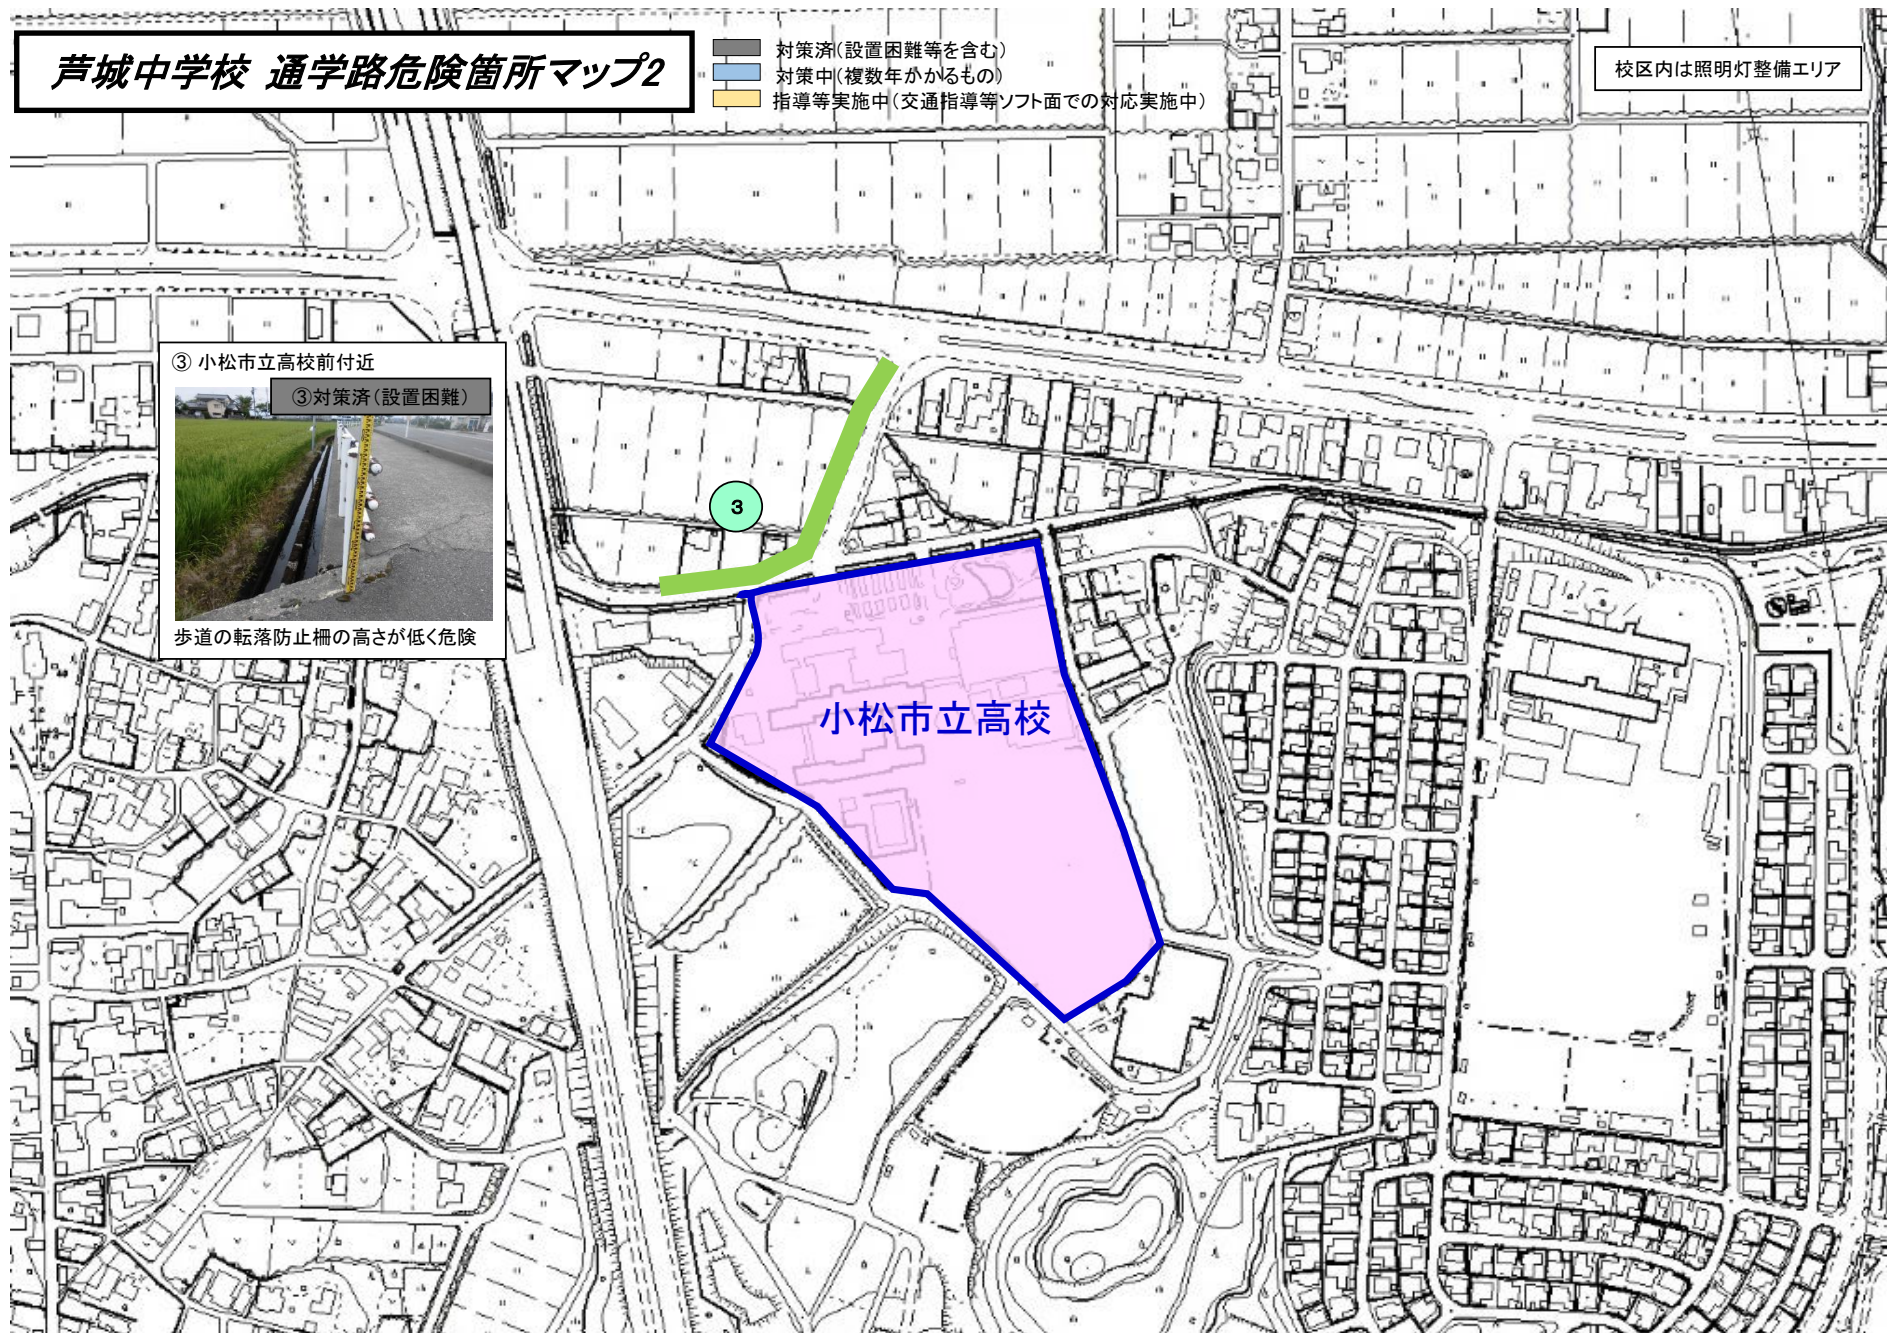 芦城中学校 通学路危険箇所マップ2
対策済(設置困難等を含む)
対策中(複数年がかるもの)
指導等実施中(交通指導等ソフト面での対応実施中)
校区内は照明灯整備エリア
③ 小松市立高校前付近
③対策済(設置困難)
歩道の転落防止柵の高さが低く危険
3
小松市立高校